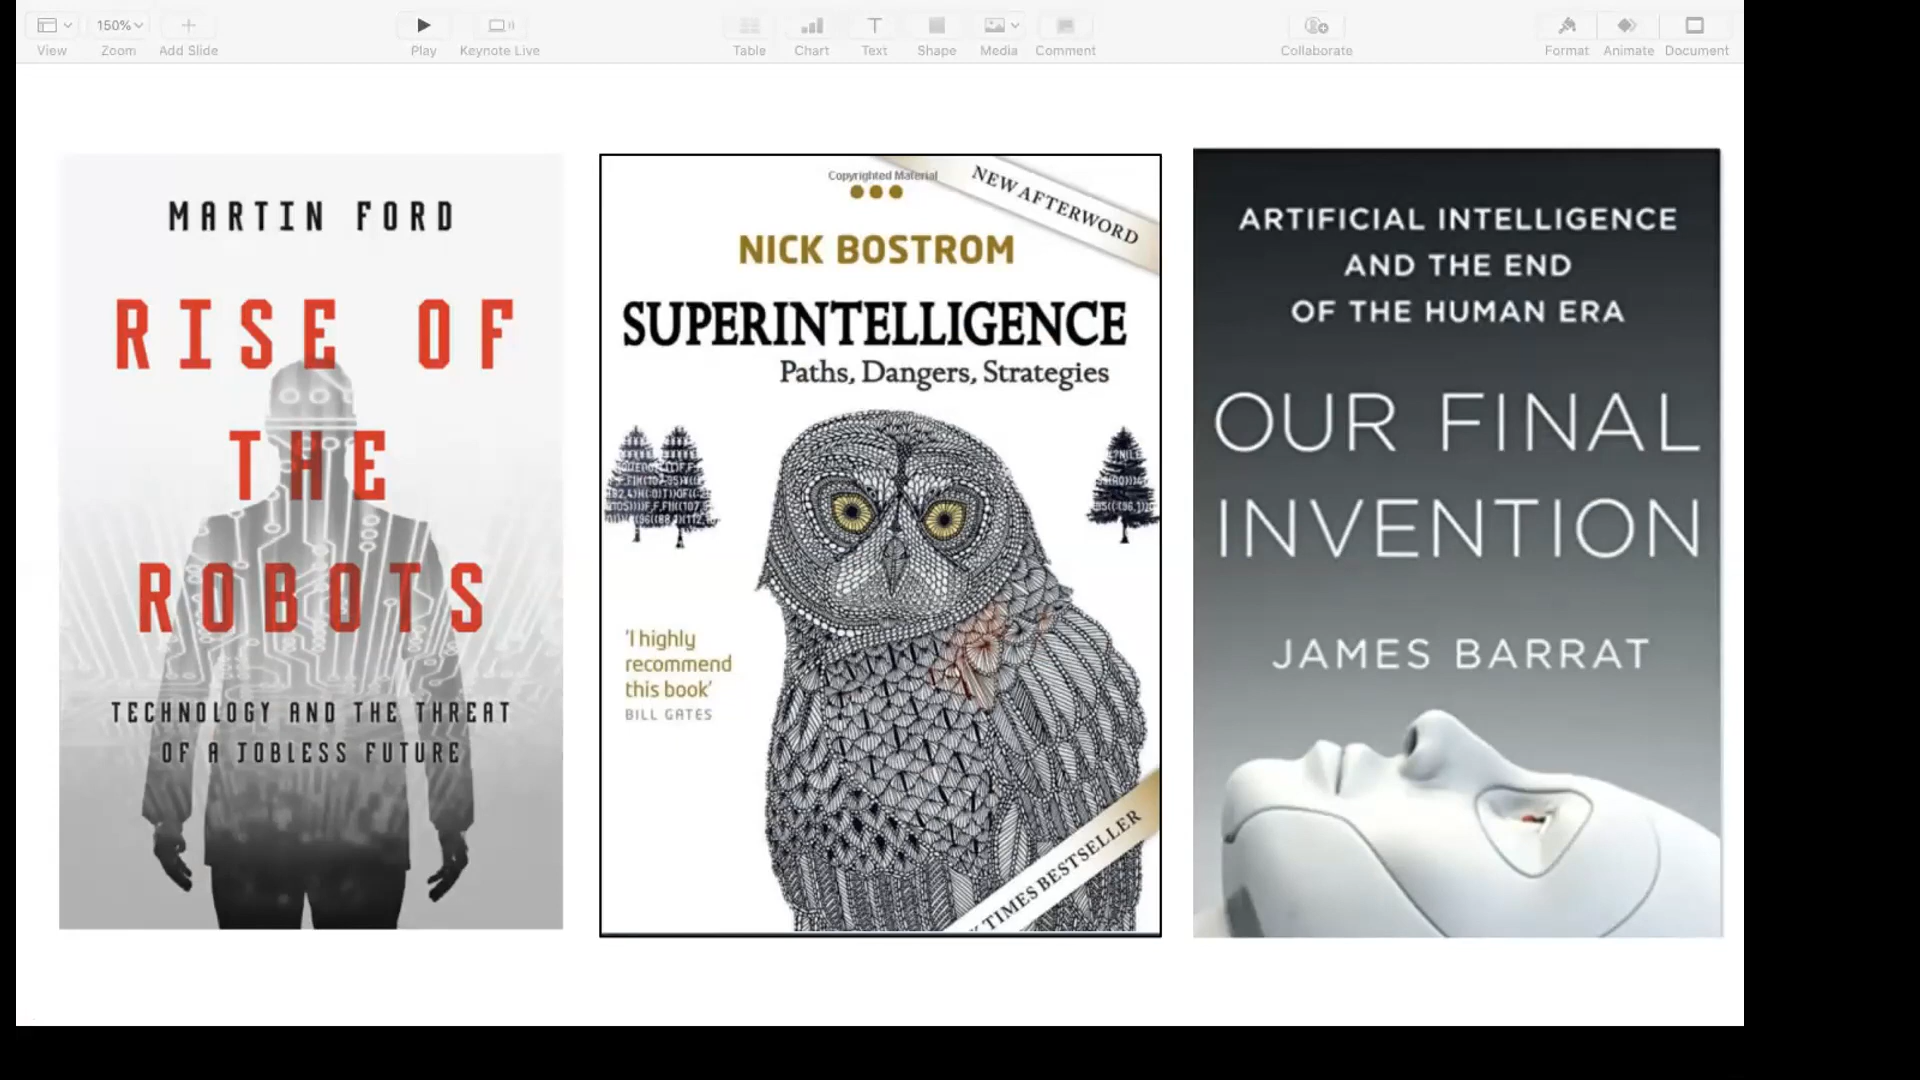 View
150%
Zoom
Add Slide
Play
Keynote Live
Table
Chart
Text
Shape
Media
Comment
Collaborate
Format
Animate
Document
MARTIN FORD
RISE OF
THE
ROBOTS
TECHNOLOGY AND THE THREAT
OF A JOBLESS FUTURE
Copyrighted Material
NEW AFTERWORD
NICK BOSTROM
SUPERINTELLIGENCE
Paths, Dangers, Strategies
'I highly
recommend
this book'
BILL GATES
TIMES BESTSELLER
ARTIFICIAL INTELLIGENCE
AND THE END
OF THE HUMAN ERA
OUR FINAL
INVENTION
JAMES BARRAT